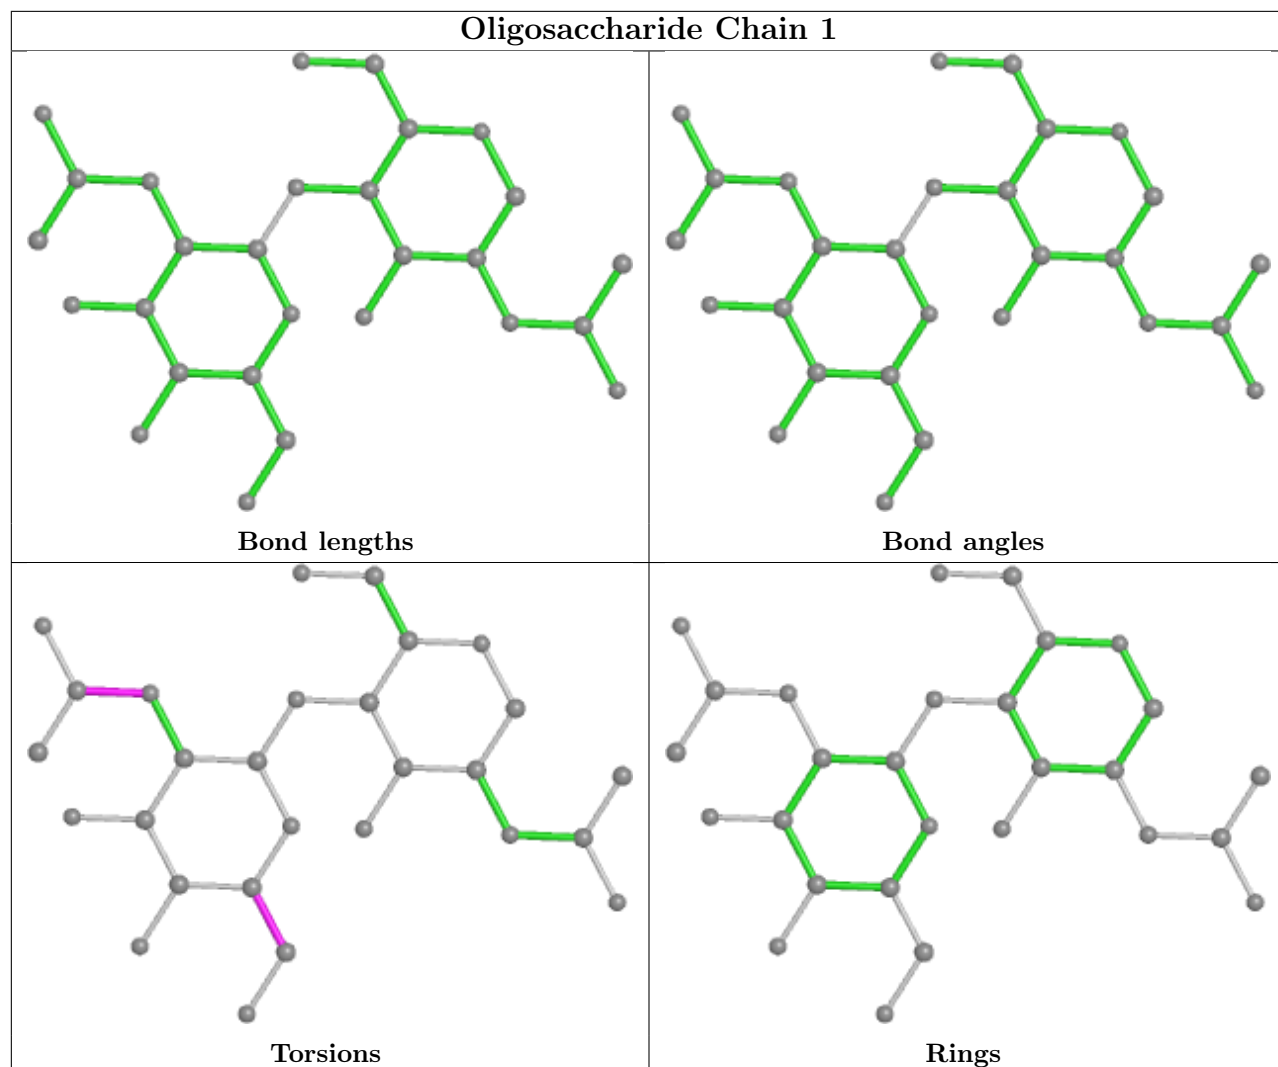 Oligosaccharide Chain 1
Bond lengths
Bond angles
Torsions
Rings